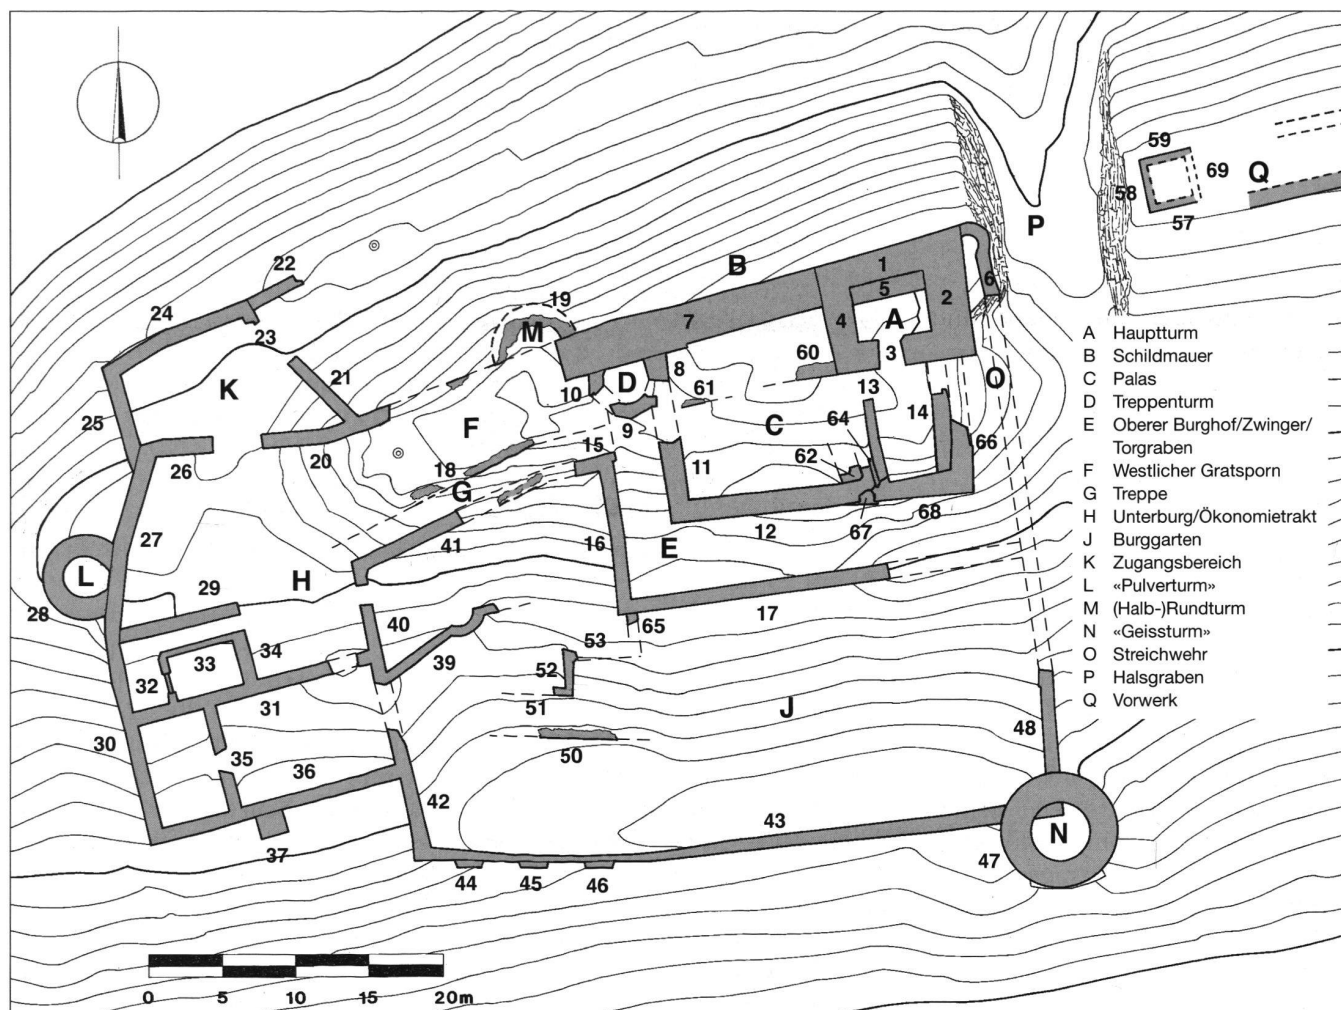 59
69
Q
58
57
P
22
24
23
B
1
5
6
2
19
M
7
4
A
3
21
K
60
8
10
D
61
13
O
25
F
9
C
64
14
26
20
15
11
62
66
18
G
67
68
27
41
16
12
E
L
H
29
28
17
40
65
34
33
39
53
32
52
31
51
J
48
30
35
50
36
42
43
37
N
47
44
45
46
A Hauptturm
B Schildmauer
C Palas
D Treppenturm
E Oberer Burghof/Zwinger/
Torgraben
F Westlicher Gratsporn
G Treppe
H Unterburg/Ökonomietrakt
J Burggarten
K Zugangsbereich
L «Pulverturm»
M (Halb-)Rundturm
N «Geissturm»
O Streichwehr
P Halsgraben
Q Vorwerk
0 5 10 15 20m